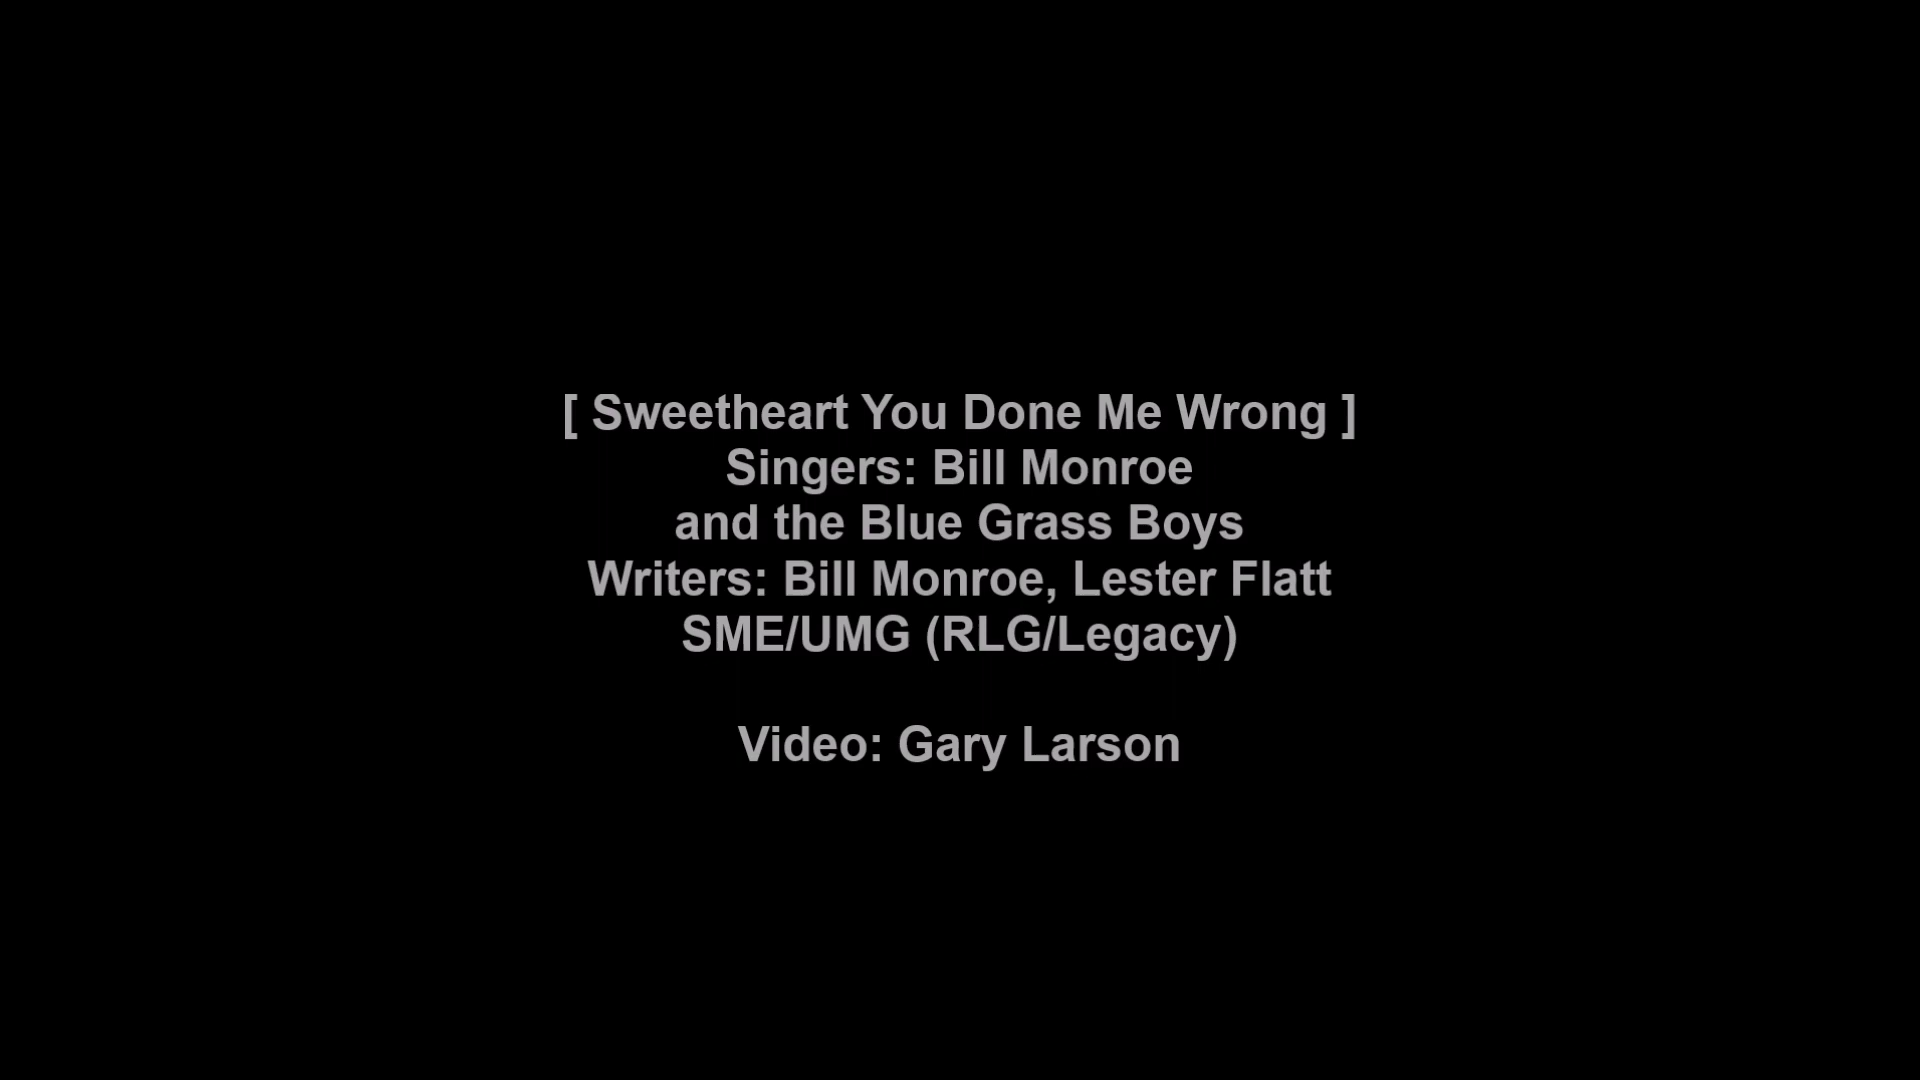 [ Sweetheart You Done Me Wrong ]
Singers: Bill Monroe
and the Blue Grass Boys
Writers: Bill Monroe, Lester Flatt
SME/UMG (RLG/Legacy)
Video: Gary Larson